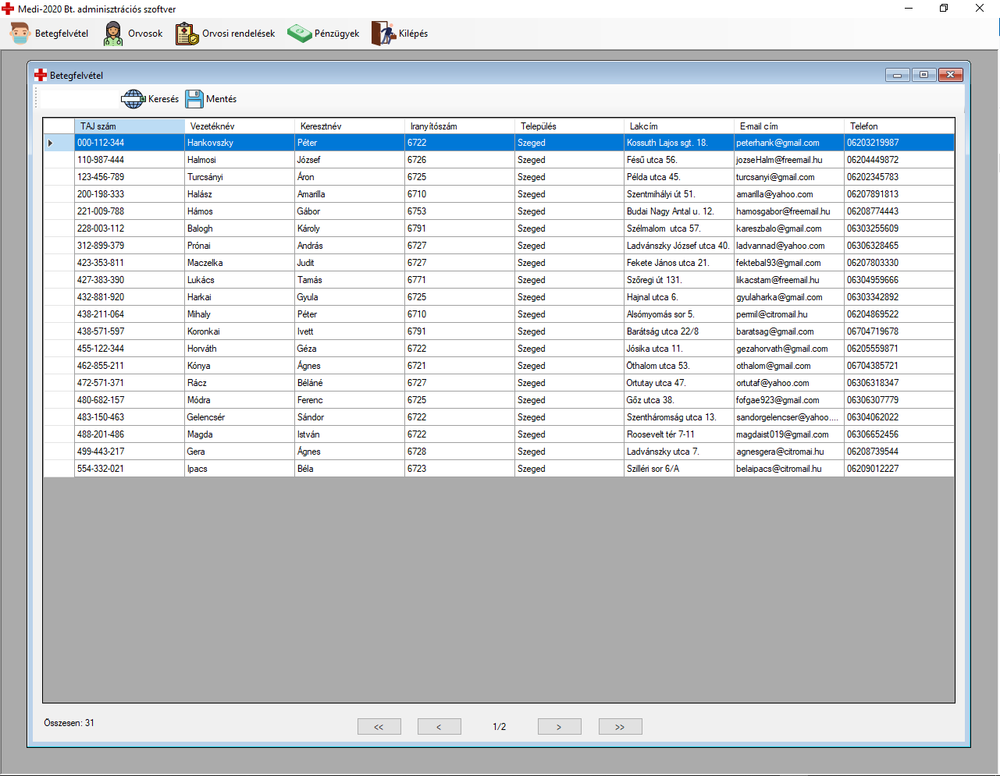 Medi-2020 Bt. adminisztrációs szoftver
Betegfelvétel Orvosok Orvosi rendelések Pénzügyek Kilépés
Betegfelvétel
Keresés Mentés
TAJ szám Vezetéknév Keresztnév Iranyítószám Település Lakcím E-mail cím Telefon
000-112-344 Hankovszky Péter 6722 Szeged Kossuth Lajos sgt. 18. peterhank@gmail.com 06203219987
110-987-444 Halmosi József 6726 Szeged Fésű utca 56. jozseHalm@freemail.hu 06204449872
123-456-789 Turcsányi Áron 6725 Szeged Példa utca 45. turcsanyi@gmail.com 06202345783
200-198-333 Halász Amarilla 6710 Szeged Szentmihályi út 51. amarilla@yahoo.com 06207891813
221-009-788 Hámos Gábor 6753 Szeged Budai Nagy Antal u. 12. hamosgabor@freemail.hu 06208774443
228-003-112 Balogh Károly 6791 Szeged Szélmalom utca 57. kareszbalo@gmail.com 06303255609
312-899-379 Prónai András 6727 Szeged Ladvánszky József utca 40. ladvannad@yahoo.com 06306328465
423-353-811 Maczelka Judit 6727 Szeged Fekete János utca 21. fektebal93@gmail.com 06207803330
427-383-390 Lukács Tamás 6771 Szeged Szőregi út 131. likacstam@freemail.hu 06304959666
432-881-920 Harkai Gyula 6725 Szeged Hajnal utca 6. gyulaharka@gmail.com 06303342892
438-211-064 Mihaly Péter 6710 Szeged Alsómyomás sor 5. permil@citromail.hu 06204869522
438-571-597 Koronkai Ivett 6791 Szeged Barátság utca 22/8 baratsag@gmail.com 06704719678
455-122-344 Horváth Géza 6722 Szeged Jósika utca 11. gezahorvath@gmail.com 06205559871
462-855-211 Kónya Ágnes 6721 Szeged Öthalom utca 53. othalom@gmail.com 06704385721
472-571-371 Rácz Béláné 6727 Szeged Ortutay utca 47. ortutaf@yahoo.com 06306318347
480-682-157 Módra Ferenc 6725 Szeged Gőz utca 38. fofgae923@gmail.com 06306307779
483-150-463 Gelencsér Sándor 6722 Szeged Szentháromság utca 13. sandorgelencser@yahoo.... 06304062022
488-201-486 Magda István 6722 Szeged Roosevelt tér 7-11 magdaist019@gmail.com 06306652456
499-443-217 Gera Ágnes 6728 Szeged Ladvánszky utca 7. agnesgera@citromai.hu 06208739544
554-332-021 Ipacs Béla 6723 Szeged Szilléri sor 6/A belaipacs@citromail.hu 06209012227
Összesen: 31
<< < 1/2 > >>